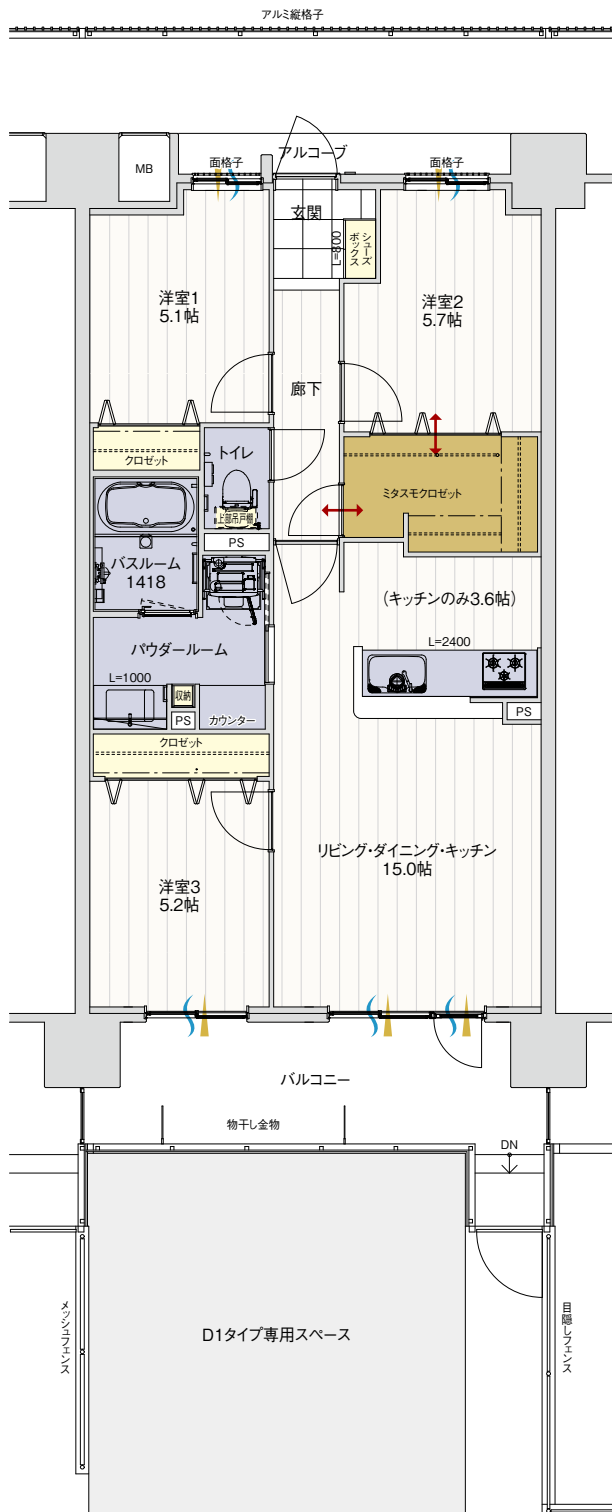 アルミ縦格子
MB
面格子
アルコーブ
面格子
玄関
L=800
シューズ
ボックス
洋室1
5.1帖
洋室2
5.7帖
廊下
トイレ
クロゼット
上部吊戸棚
ミタスモクロゼット
PS
バスルーム
1418
(キッチンのみ3.6帖)
L=2400
パウダールーム
L=1000
収納
PS
カウンター
PS
クロゼット
リビング・ダイニング・キッチン
15.0帖
洋室3
5.2帖
バルコニー
物干し金物
DN
メッシュフェンス
目隠しフェンス
D1タイプ専用スペース